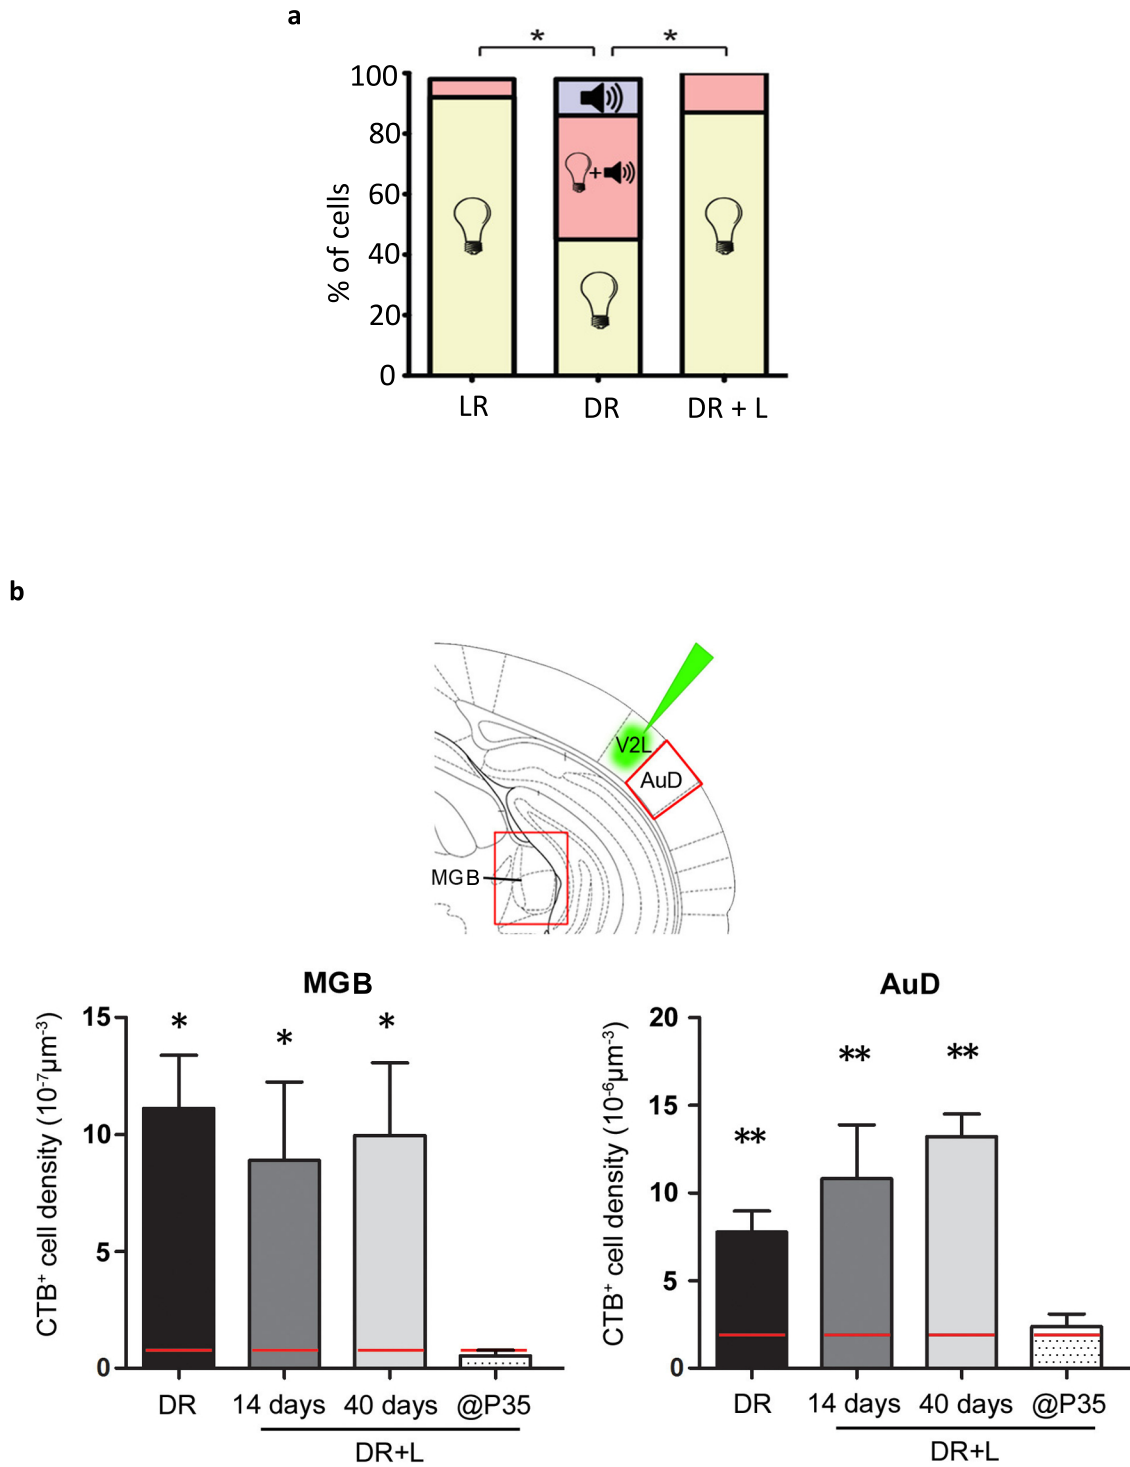 a
* *
100
80
60
40
20
0
% of cells
+
LR DR DR + L
b
V2L
AuD
MGB
MGB
CTB⁺ cell density (10⁻⁷µm⁻³)
15
10
5
0
* * *
DR 14 days 40 days @P35
DR+L
AuD
CTB⁺ cell density (10⁻⁶µm⁻³)
20
15
10
5
0
** ** **
DR 14 days 40 days @P35
DR+L